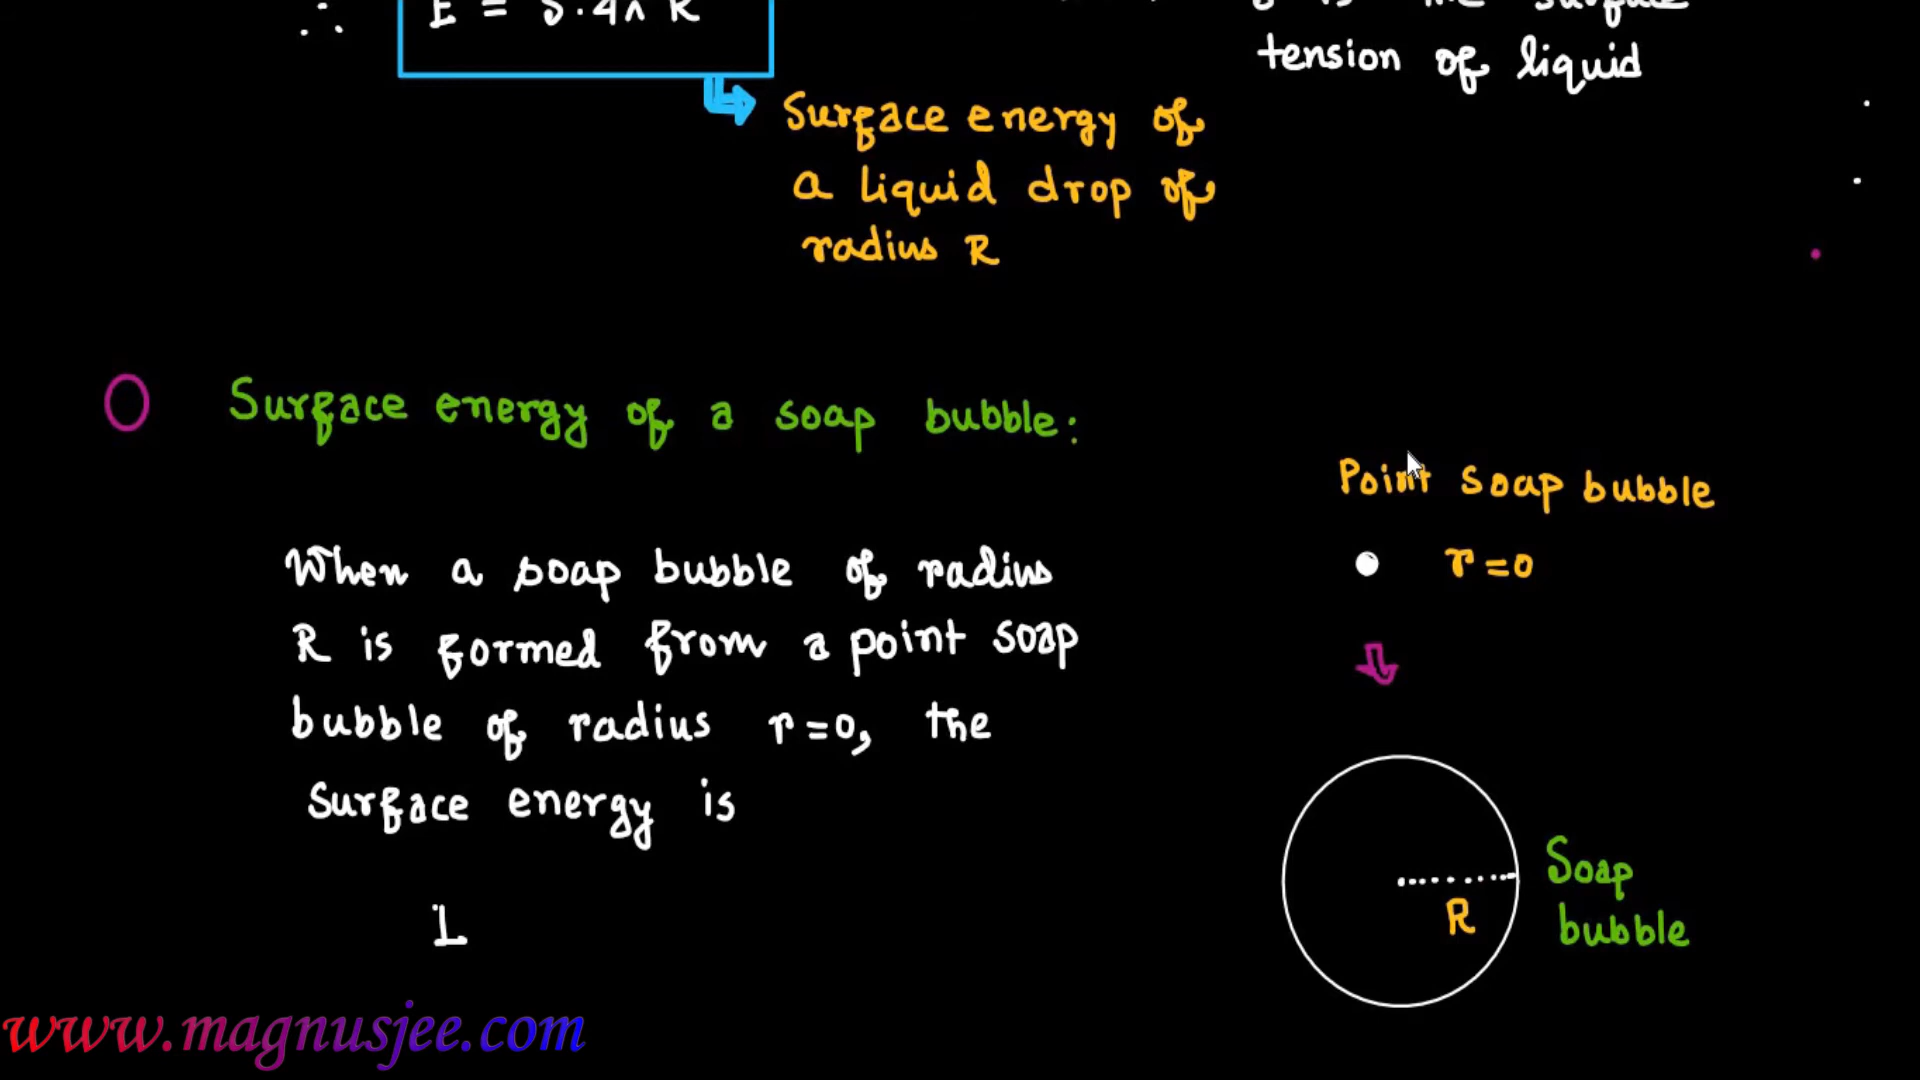 tension of liquid
Surface energy of
a liquid drop of
radius R
Surface energy of a soap bubble:
Point soap bubble
r = 0
When a soap bubble of radius
R is formed from a point soap
bubble of radius r = 0, the
surface energy is
R
Soap
bubble
www.magnusjee.com